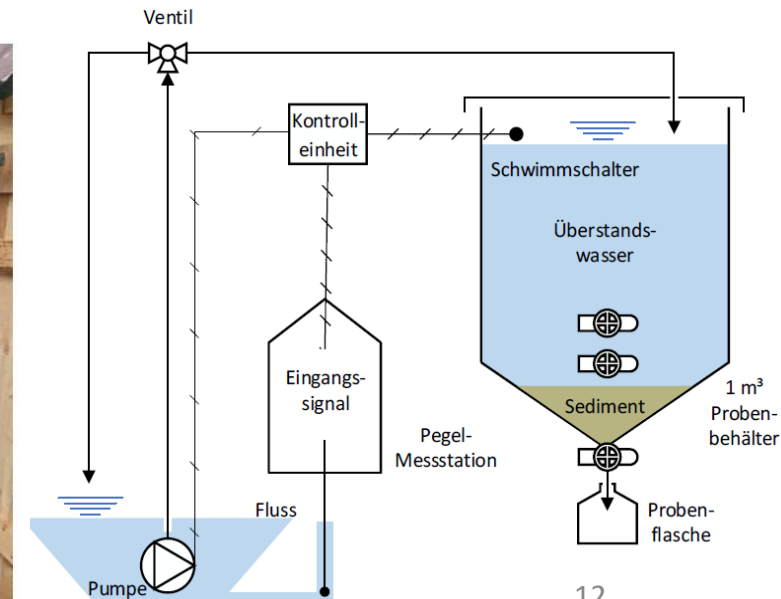 Ventil
Kontroll-
einheit
Schwimmschalter
Überstands-
wasser
Eingangs-
signal
Sediment
1 m³
Proben-
behälter
Pegel-
Messstation
Fluss
Proben-
flasche
Pumpe
12